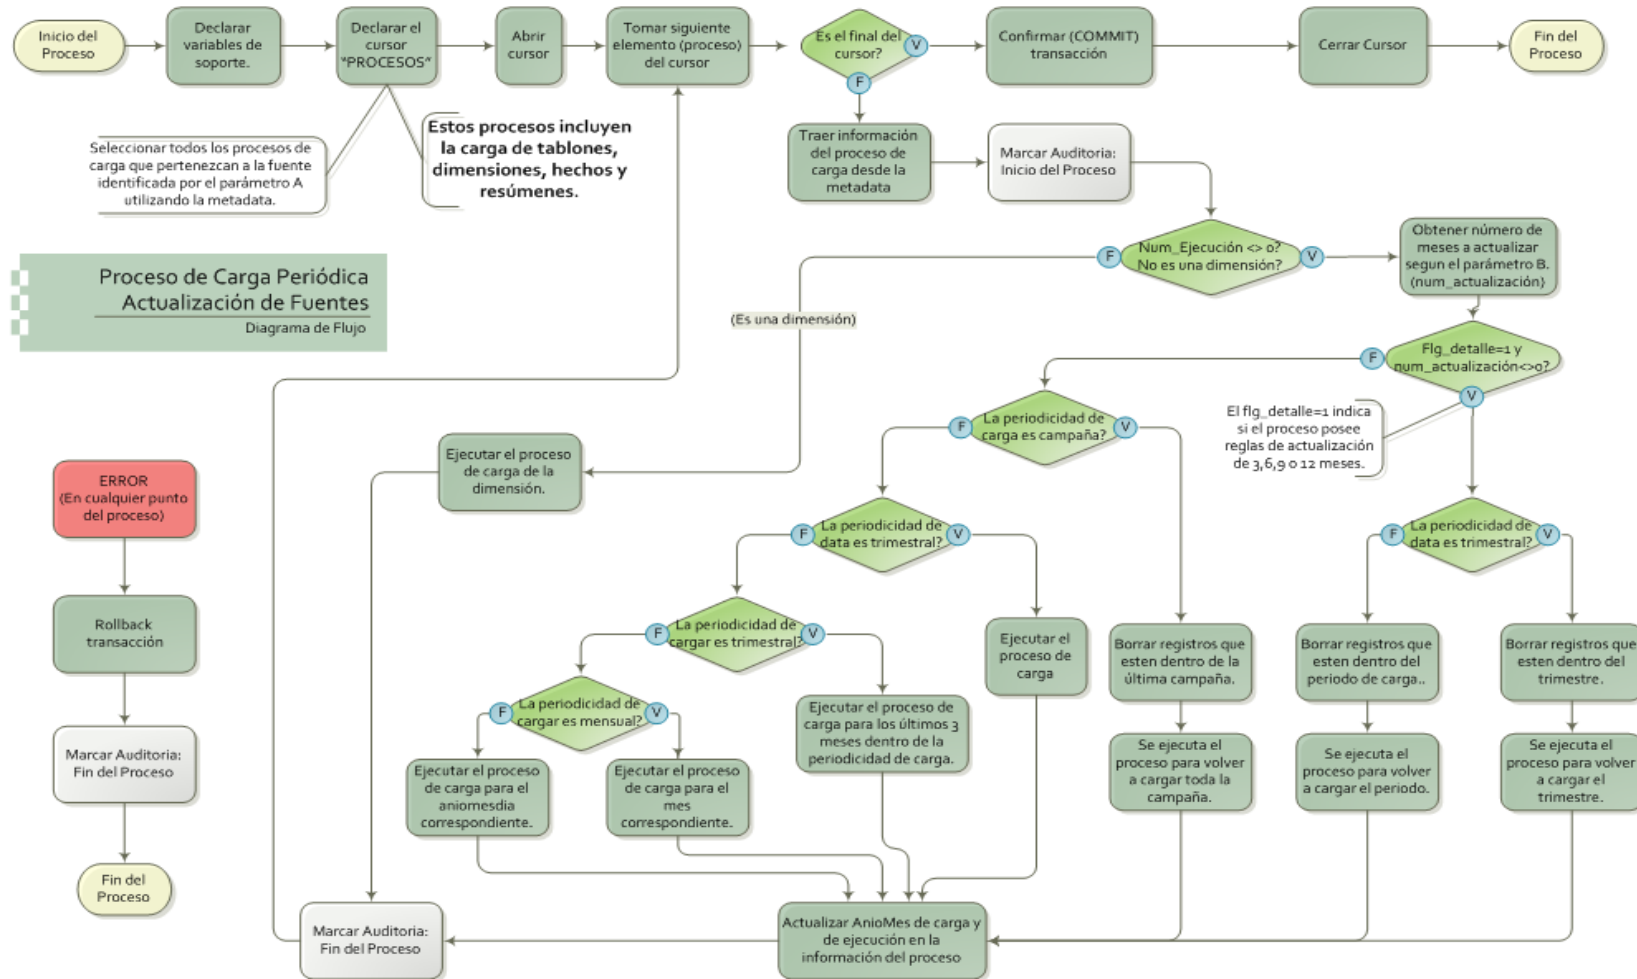 Inicio del
Proceso
Declarar
variables de
soporte.
Declarar el
cursor
"PROCESOS"
Abrir
cursor
Tomar siguiente
elemento (proceso)
del cursor
Es el final del
cursor?
V
F
Confirmar (COMMIT)
transacción
Cerrar Cursor
Fin del
Proceso
Seleccionar todos los procesos de
carga que pertenezcan a la fuente
identificada por el parámetro A
utilizando la metadata.
Estos procesos incluyen
la carga de tablones,
dimensiones, hechos y
resúmenes.
Traer información
del proceso de
carga desde la
metadata
Marcar Auditoria:
Inicio del Proceso
Proceso de Carga Periódica
Actualización de Fuentes
Diagrama de Flujo
F
Num_Ejecución <> 0?
No es una dimensión?
V
Obtener número de
meses a actualizar
segun el parámetro B.
(num_actualización)
(Es una dimensión)
F
Flg_detalle=1 y
num_actualización<>0?
V
El flg_detalle=1 indica
si el proceso posee
reglas de actualización
de 3,6,9 o 12 meses.
F
La periodicidad de
carga es campaña?
V
Ejecutar el proceso
de carga de la
dimensión.
ERROR
(En cualquier punto
del proceso)
F
La periodicidad de
data es trimestral?
V
F
La periodicidad de
data es trimestral?
V
Rollback
transacción
F
La periodicidad de
cargar es trimestral?
V
Ejecutar el
proceso de
carga
Borrar registros que
esten dentro de la
última campaña.
Borrar registros que
esten dentro del
periodo de carga..
Borrar registros que
esten dentro del
trimestre.
F
La periodicidad de
cargar es mensual?
V
Ejecutar el proceso de
carga para los últimos 3
meses dentro de la
periodicidad de carga.
Marcar Auditoria:
Fin del Proceso
Ejecutar el proceso
de carga para el
aniomesdia
correspondiente.
Ejecutar el proceso
de carga para el
mes
correspondiente.
Se ejecuta el
proceso para volver
a cargar toda la
campaña.
Se ejecuta el
proceso para volver
a cargar el periodo.
Se ejecuta el
proceso para volver
a cargar el
trimestre.
Fin del
Proceso
Marcar Auditoria:
Fin del Proceso
Actualizar AnioMes de carga y
de ejecución en la
información del proceso